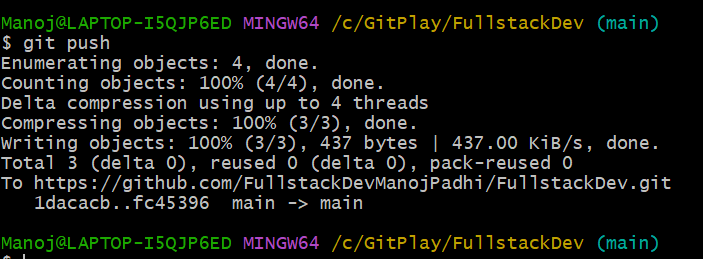 Manoj@LAPTOP-I5QJP6ED MINGW64 /c/GitPlay/FullstackDev (main)
$ git push
Enumerating objects: 4, done.
Counting objects: 100% (4/4), done.
Delta compression using up to 4 threads
Compressing objects: 100% (3/3), done.
Writing objects: 100% (3/3), 437 bytes | 437.00 KiB/s, done.
Total 3 (delta 0), reused 0 (delta 0), pack-reused 0
To https://github.com/FullstackDevManojPadhi/FullstackDev.git
   1dacacb..fc45396  main -> main

Manoj@LAPTOP-I5QJP6ED MINGW64 /c/GitPlay/FullstackDev (main)